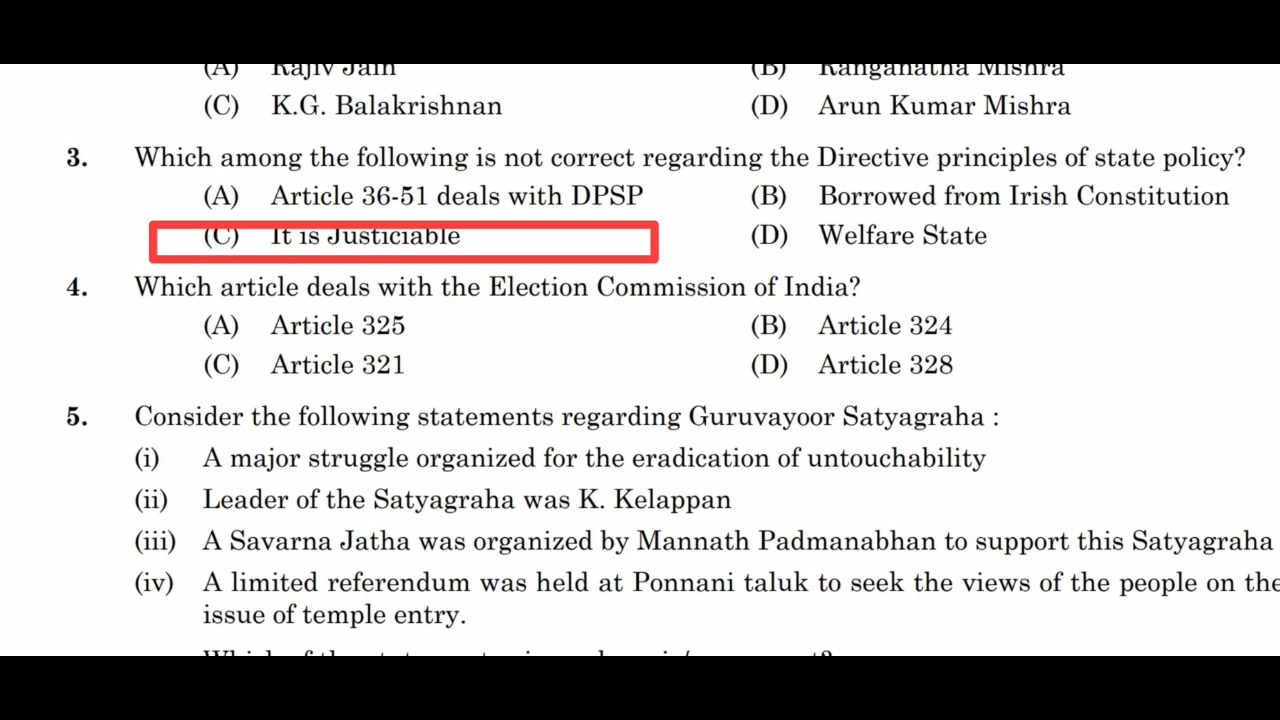 (A) Rajiv Jain (B) Ranganatha Mishra
(C) K.G. Balakrishnan (D) Arun Kumar Mishra
3. Which among the following is not correct regarding the Directive principles of state policy?
(A) Article 36-51 deals with DPSP (B) Borrowed from Irish Constitution
(C) It is Justiciable (D) Welfare State
4. Which article deals with the Election Commission of India?
(A) Article 325 (B) Article 324
(C) Article 321 (D) Article 328
5. Consider the following statements regarding Guruvayoor Satyagraha :
(i) A major struggle organized for the eradication of untouchability
(ii) Leader of the Satyagraha was K. Kelappan
(iii) A Savarna Jatha was organized by Mannath Padmanabhan to support this Satyagraha
(iv) A limited referendum was held at Ponnani taluk to seek the views of the people on the
issue of temple entry.